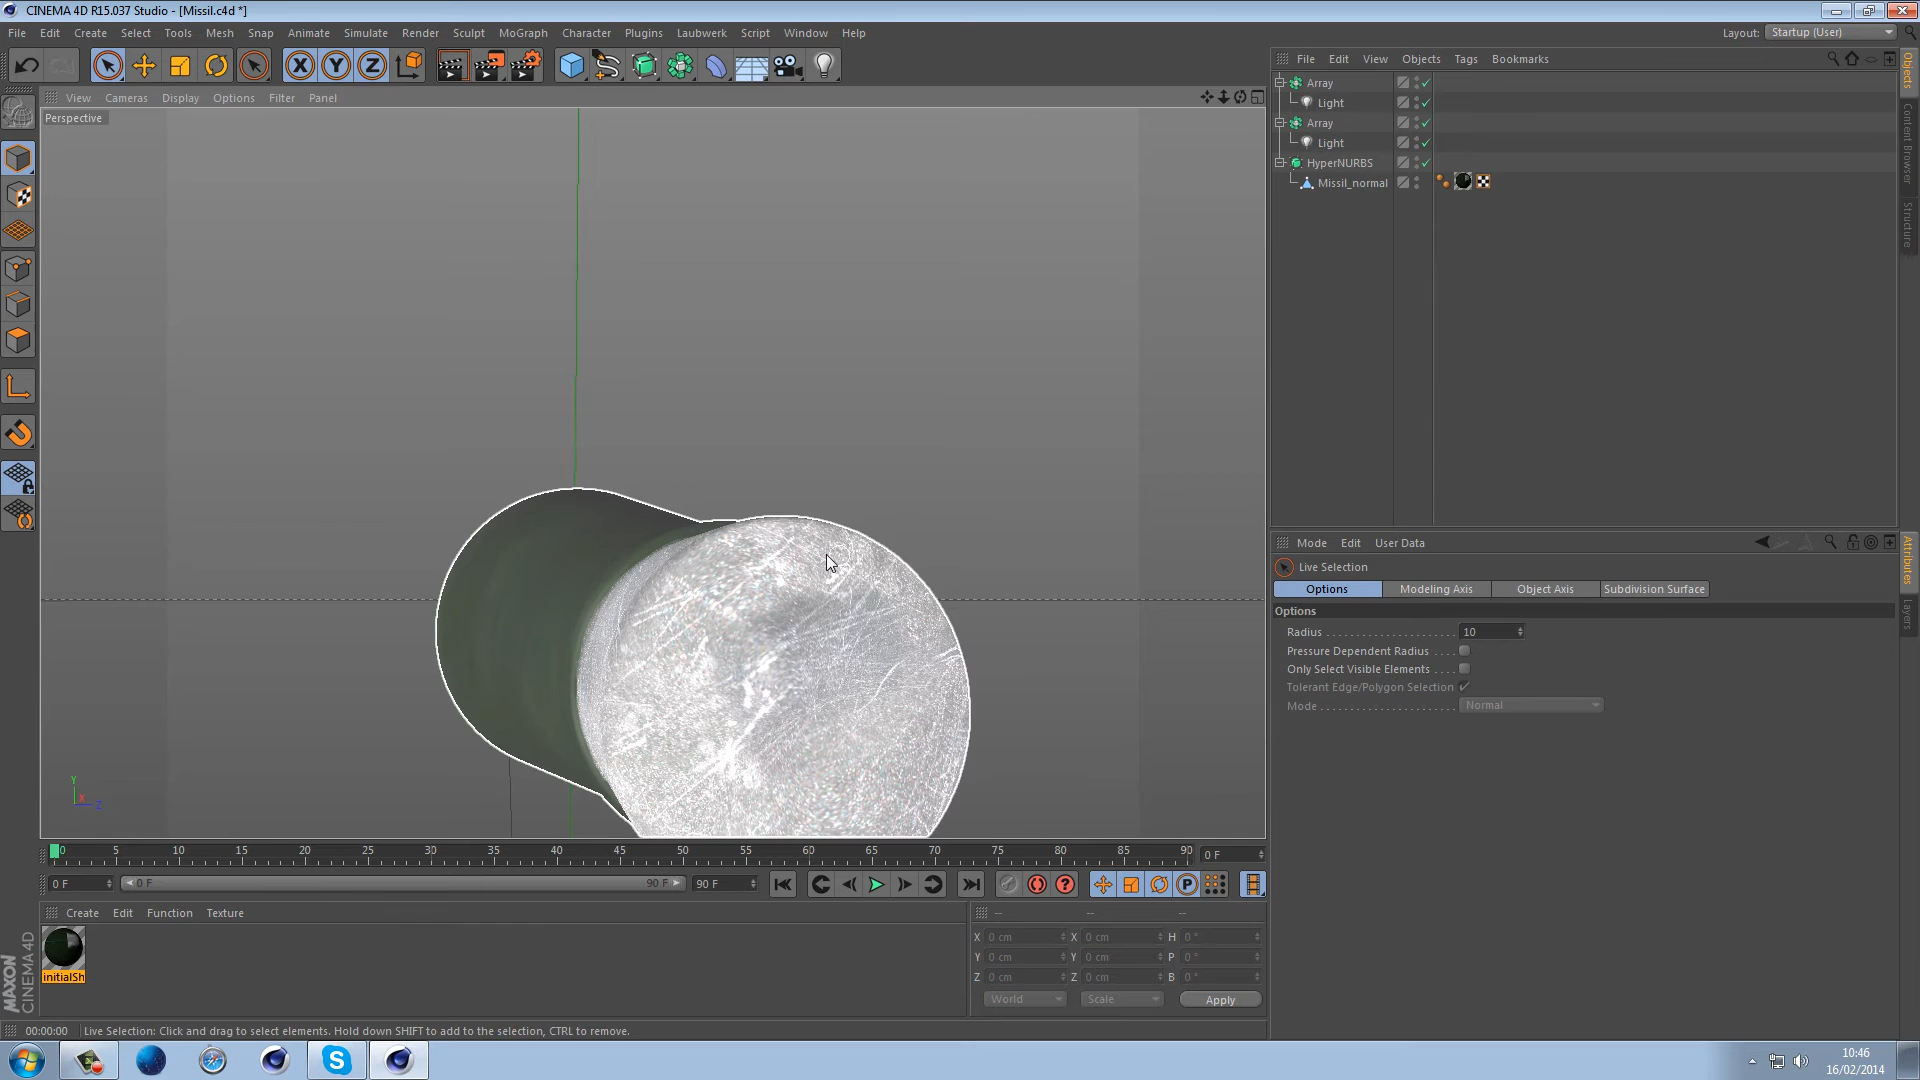 CINEMA 4D R15.037 Studio - [Missil.c4d *]
File Edit Create Select Tools Mesh Snap Animate Simulate Render Sculpt MoGraph Character Plugins Laubwerk Script Window Help
Layout: Startup (User)
X Y Z
View Cameras Display Options Filter Panel
Perspective
File Edit View Objects Tags Bookmarks
Array
Light
Array
Light
HyperNURBS
Missil_normal
Objects
Content Browser
Structure
Mode Edit User Data
Live Selection
Options Modeling Axis Object Axis Subdivision Surface
Options
Radius 10
Pressure Dependent Radius
Only Select Visible Elements
Tolerant Edge/Polygon Selection
Mode Normal
Attributes
Layers
Y
X
Z
0 5 10 15 20 25 30 35 40 45 50 55 60 65 70 75 80 85 90 0 F
0 F 0 F 90 F 90 F
P
Create Edit Function Texture
initialSh
-- -- --
X 0 cm X 0 cm H 0 °
Y 0 cm Y 0 cm P 0 °
Z 0 cm Z 0 cm B 0 °
World Scale Apply
MAXON
CINEMA 4D
00:00:00 Live Selection: Click and drag to select elements. Hold down SHIFT to add to the selection, CTRL to remove.
10:46
16/02/2014